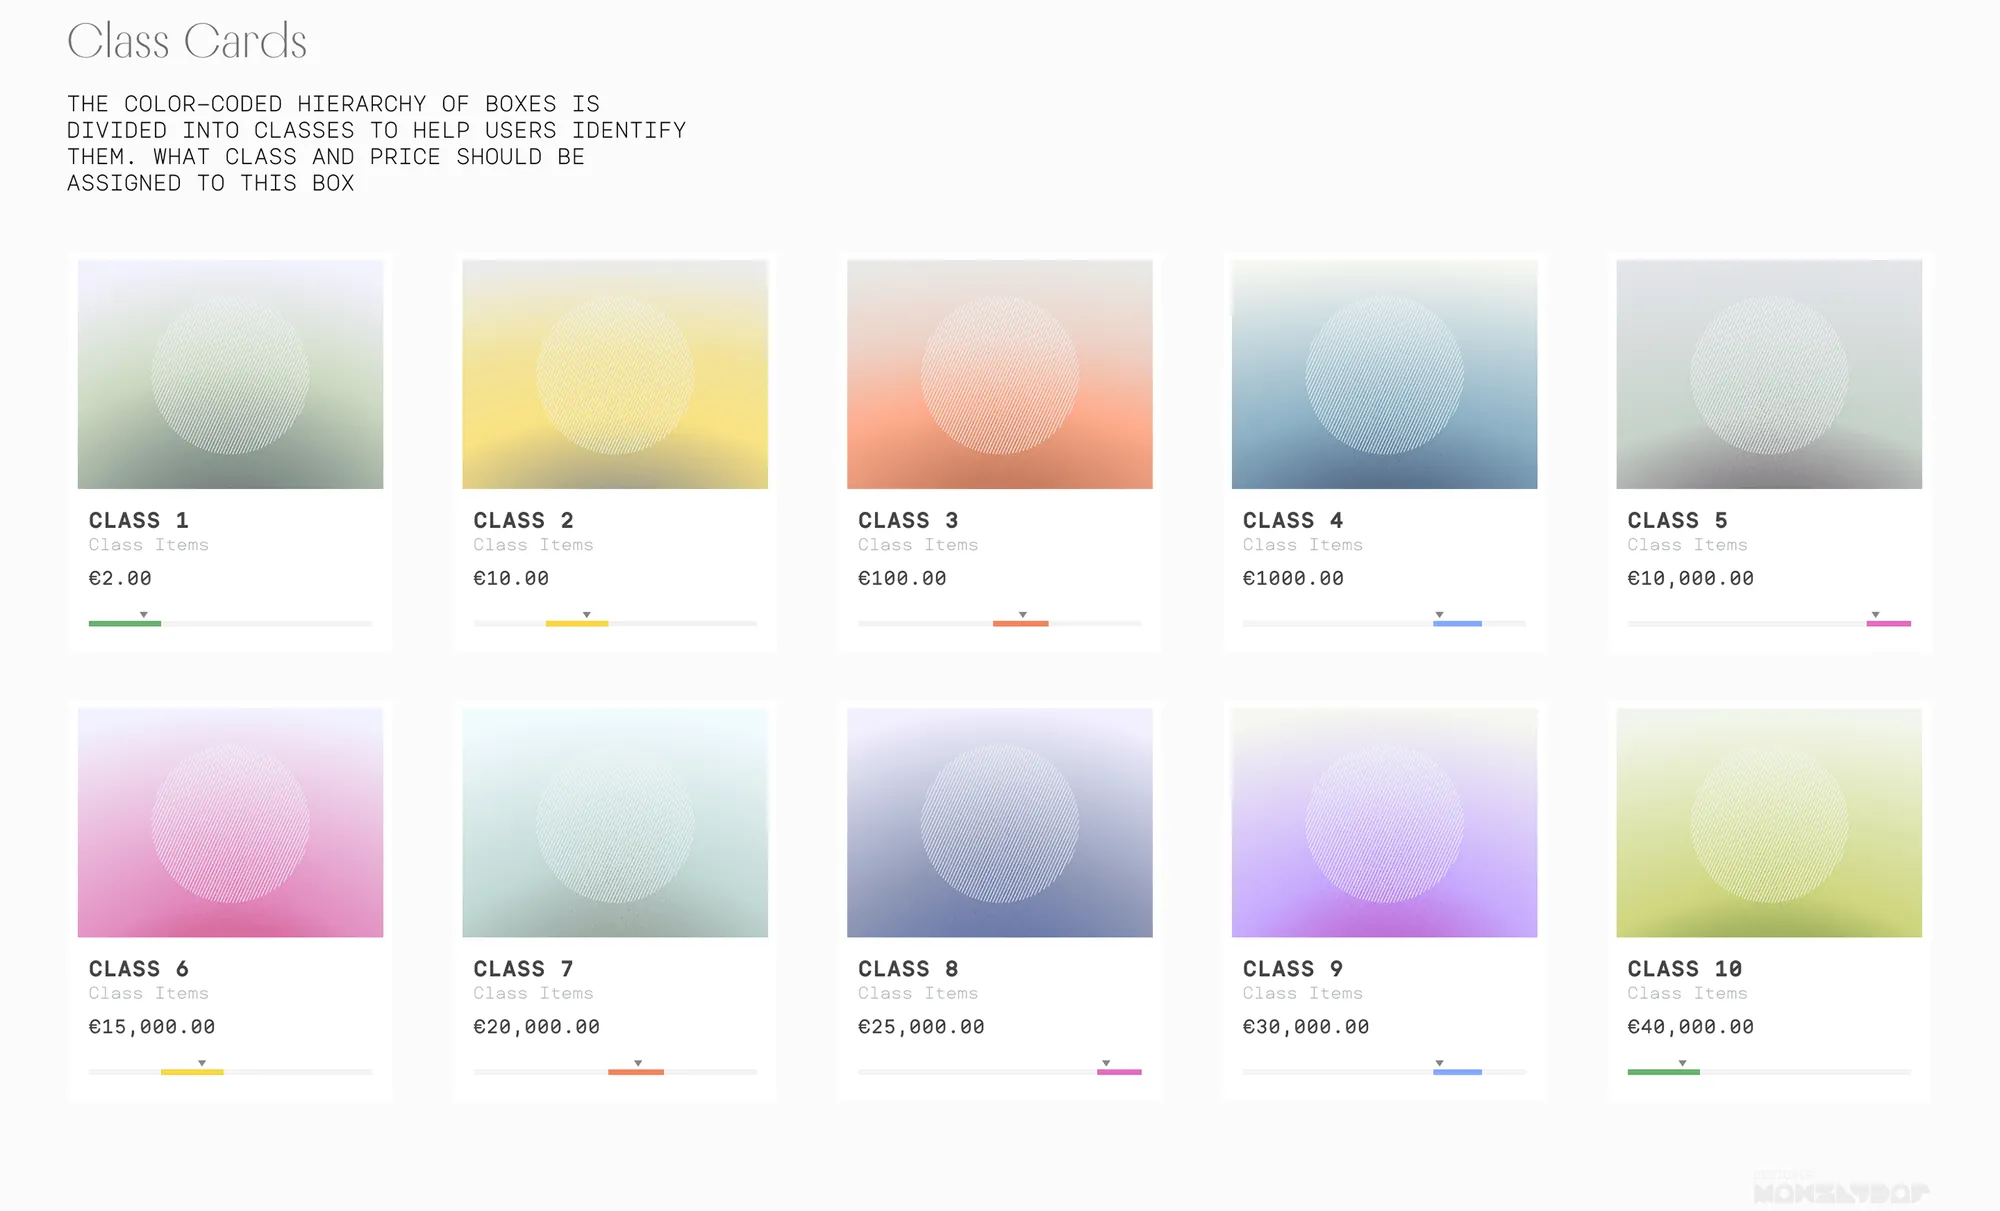 Class Cards
THE COLOR-CODED HIERARCHY OF BOXES IS
DIVIDED INTO CLASSES TO HELP USERS IDENTIFY
THEM. WHAT CLASS AND PRICE SHOULD BE
ASSIGNED TO THIS BOX
CLASS 1
Class Items
€2.00
CLASS 2
Class Items
€10.00
CLASS 3
Class Items
€100.00
CLASS 4
Class Items
€1000.00
CLASS 5
Class Items
€10,000.00
CLASS 6
Class Items
€15,000.00
CLASS 7
Class Items
€20,000.00
CLASS 8
Class Items
€25,000.00
CLASS 9
Class Items
€30,000.00
CLASS 10
Class Items
€40,000.00